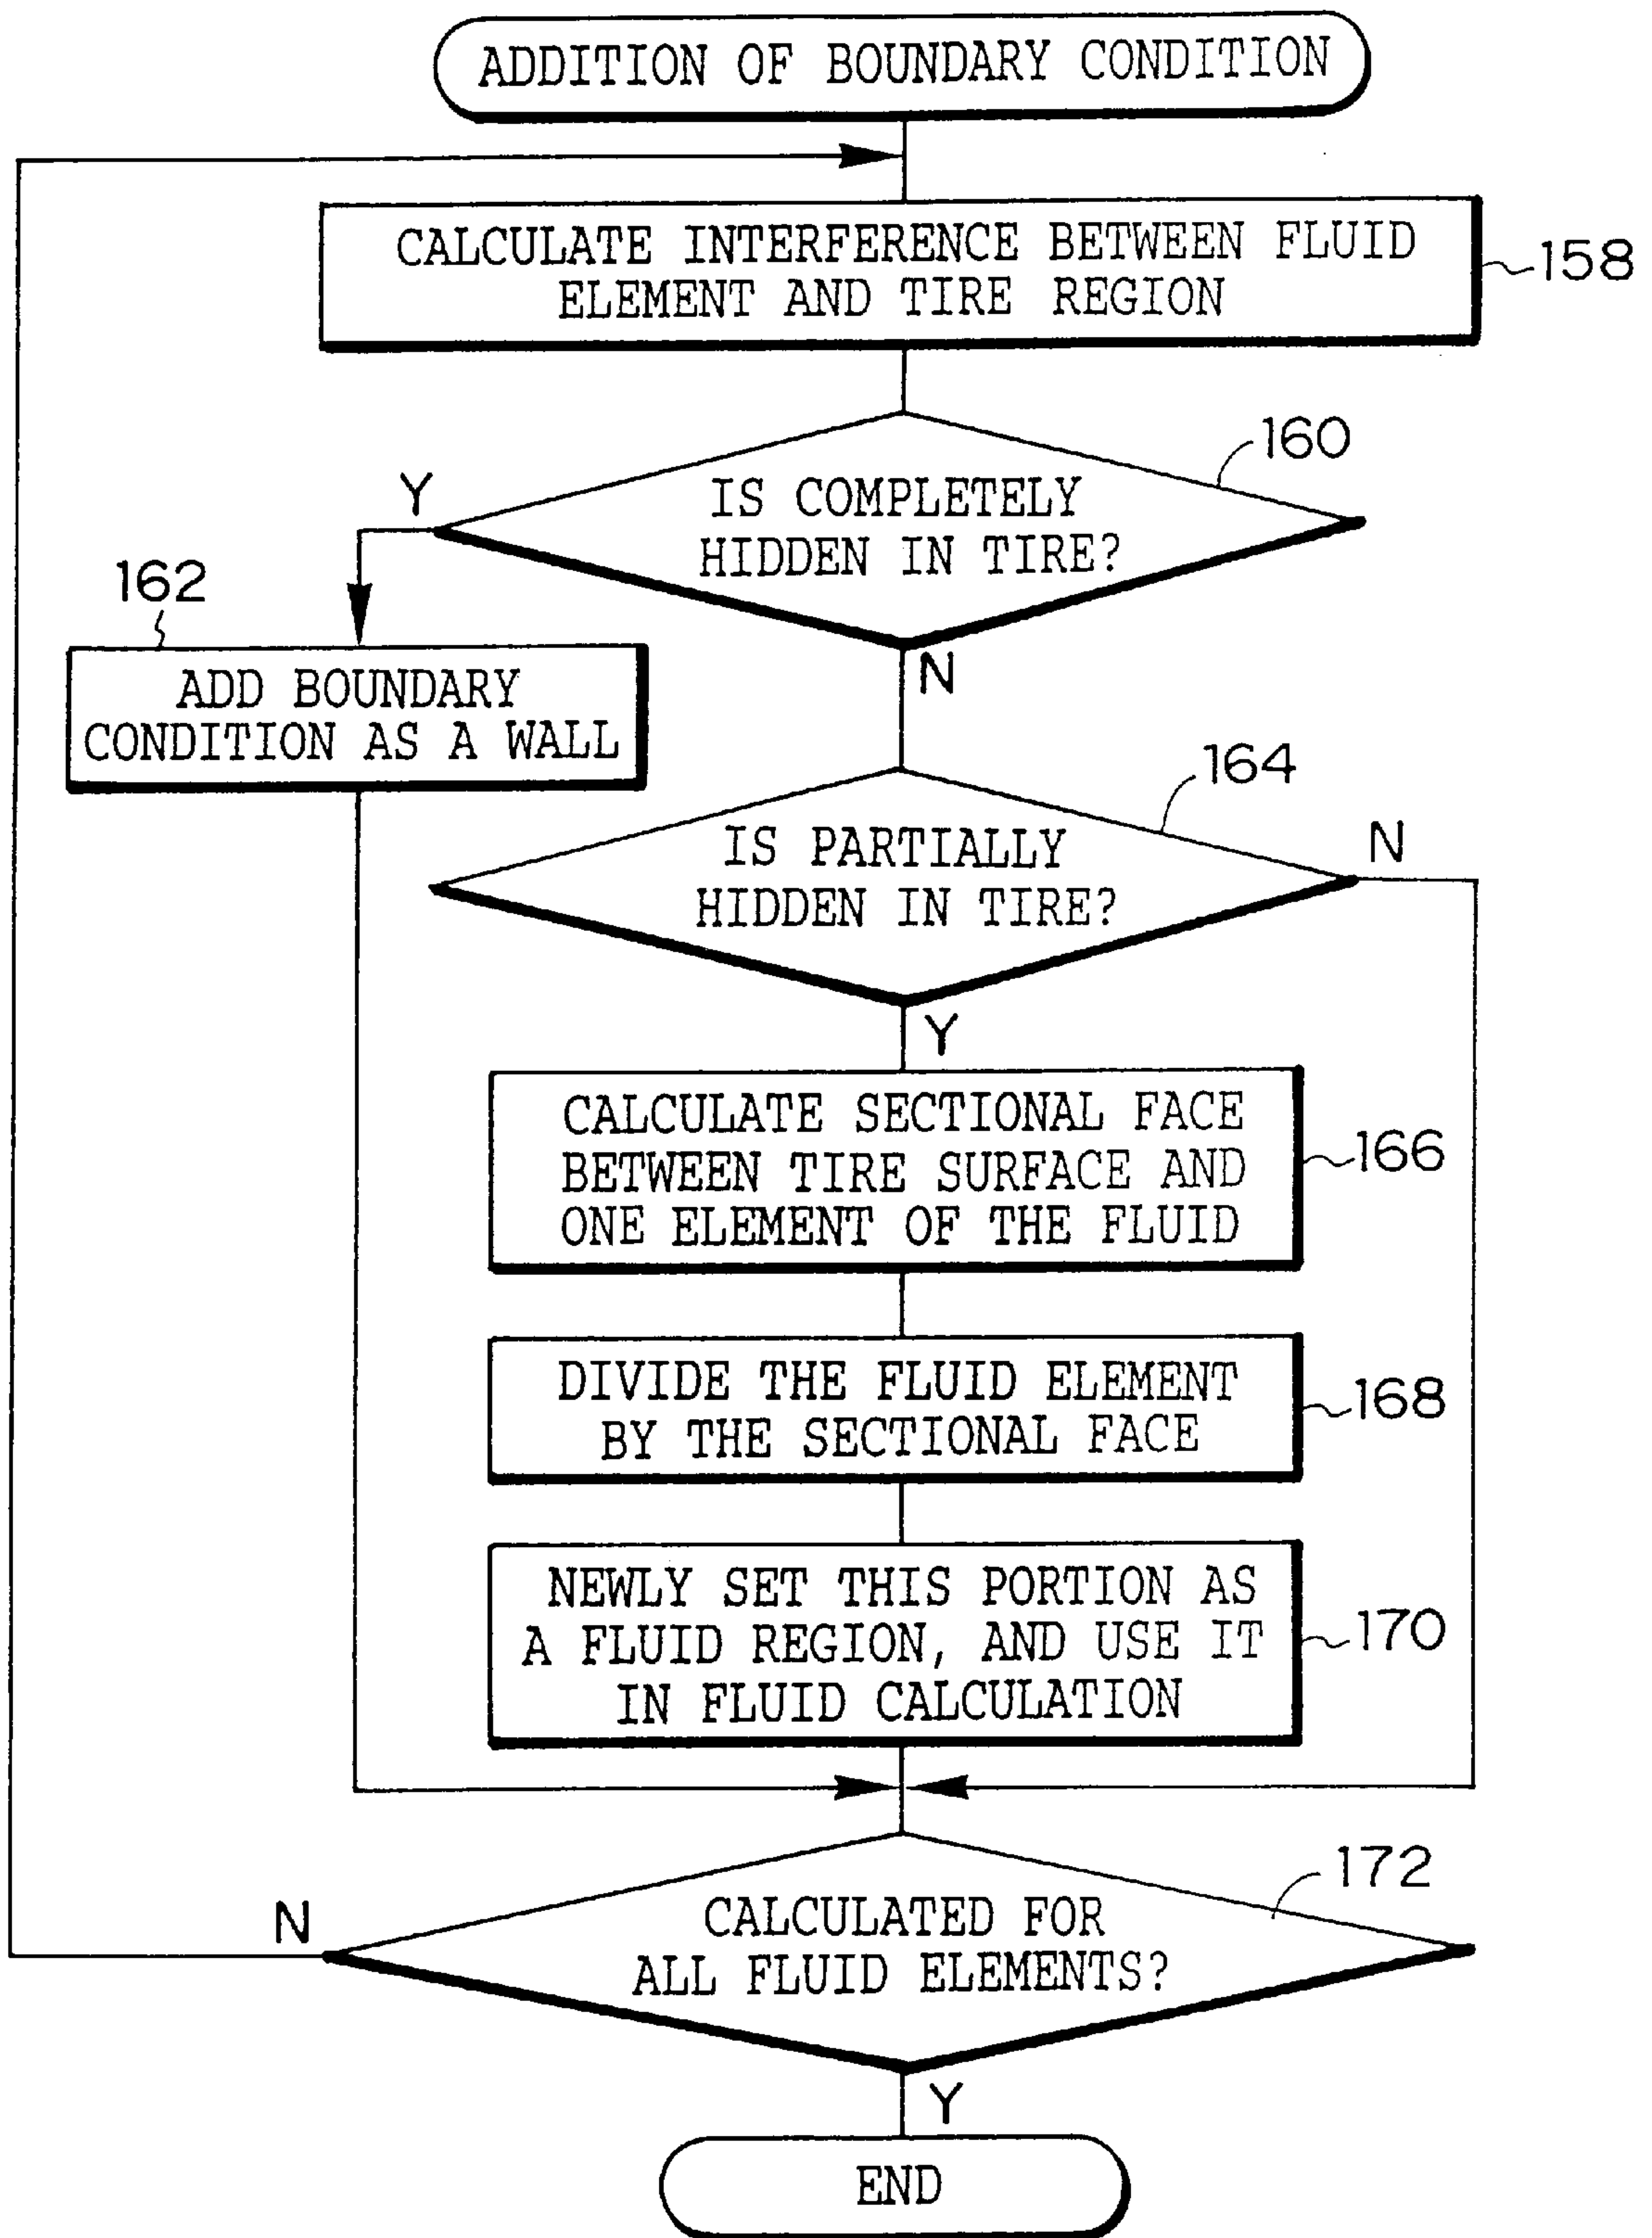 ADDITION OF BOUNDARY CONDITION
CALCULATE INTERFERENCE BETWEEN FLUID
ELEMENT AND TIRE REGION
158
160
IS COMPLETELY
HIDDEN IN TIRE?
Y
N
162
ADD BOUNDARY
CONDITION AS A WALL
164
IS PARTIALLY
HIDDEN IN TIRE?
N
Y
CALCULATE SECTIONAL FACE
BETWEEN TIRE SURFACE AND
ONE ELEMENT OF THE FLUID
166
DIVIDE THE FLUID ELEMENT
BY THE SECTIONAL FACE
168
NEWLY SET THIS PORTION AS
A FLUID REGION, AND USE IT
IN FLUID CALCULATION
170
172
CALCULATED FOR
ALL FLUID ELEMENTS?
N
Y
END